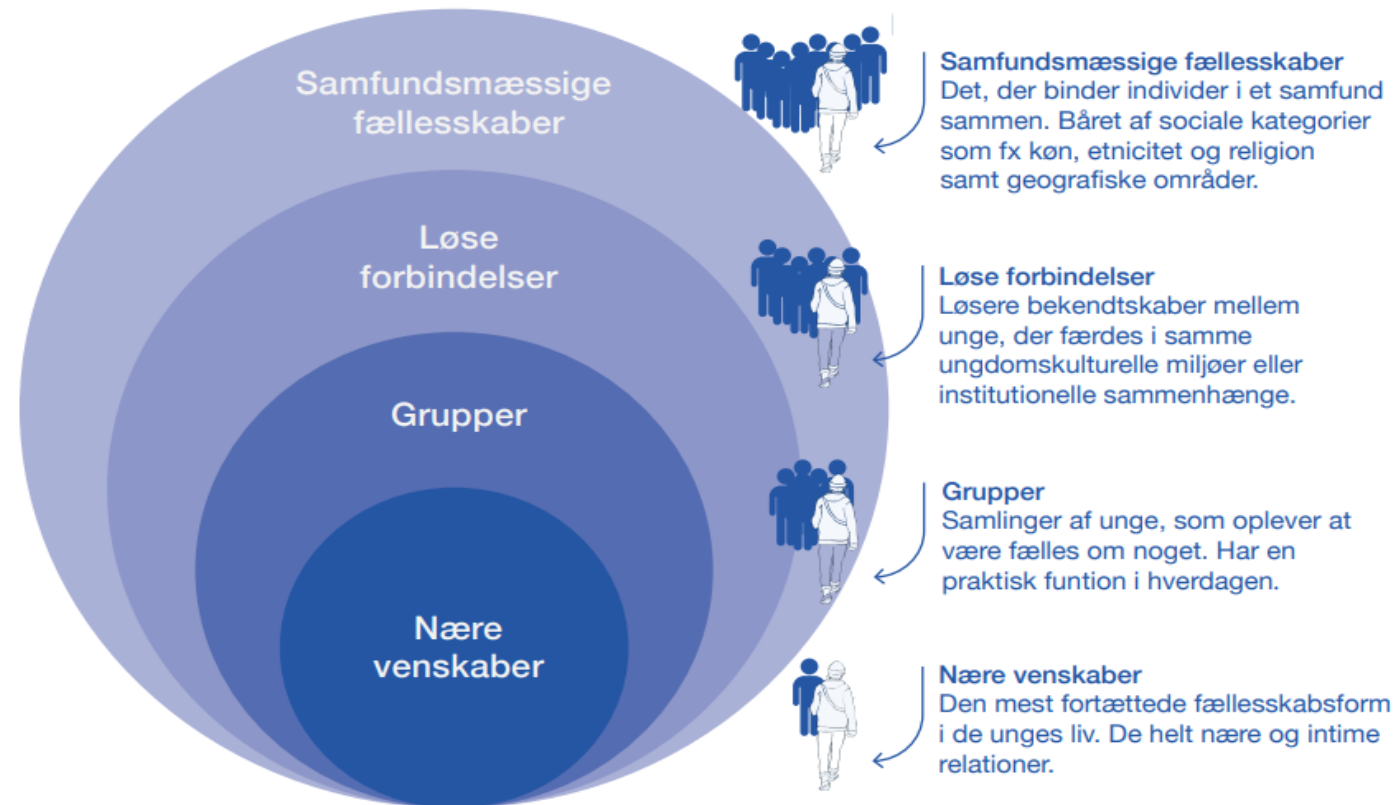 Samfundsmæssige
fællesskaber
Løse
forbindelser
Grupper
Nære
venskaber
Samfundsmæssige fællesskaber
Det, der binder individer i et samfund
sammen. Båret af sociale kategorier
som fx køn, etnicitet og religion
samt geografiske områder.
Løse forbindelser
Løsere bekendtskaber mellem
unge, der færdes i samme
ungdomskulturelle miljøer eller
institutionelle sammenhænge.
Grupper
Samlinger af unge, som oplever at
være fælles om noget. Har en
praktisk funtion i hverdagen.
Nære venskaber
Den mest fortættede fællesskabsform
i de unges liv. De helt nære og intime
relationer.